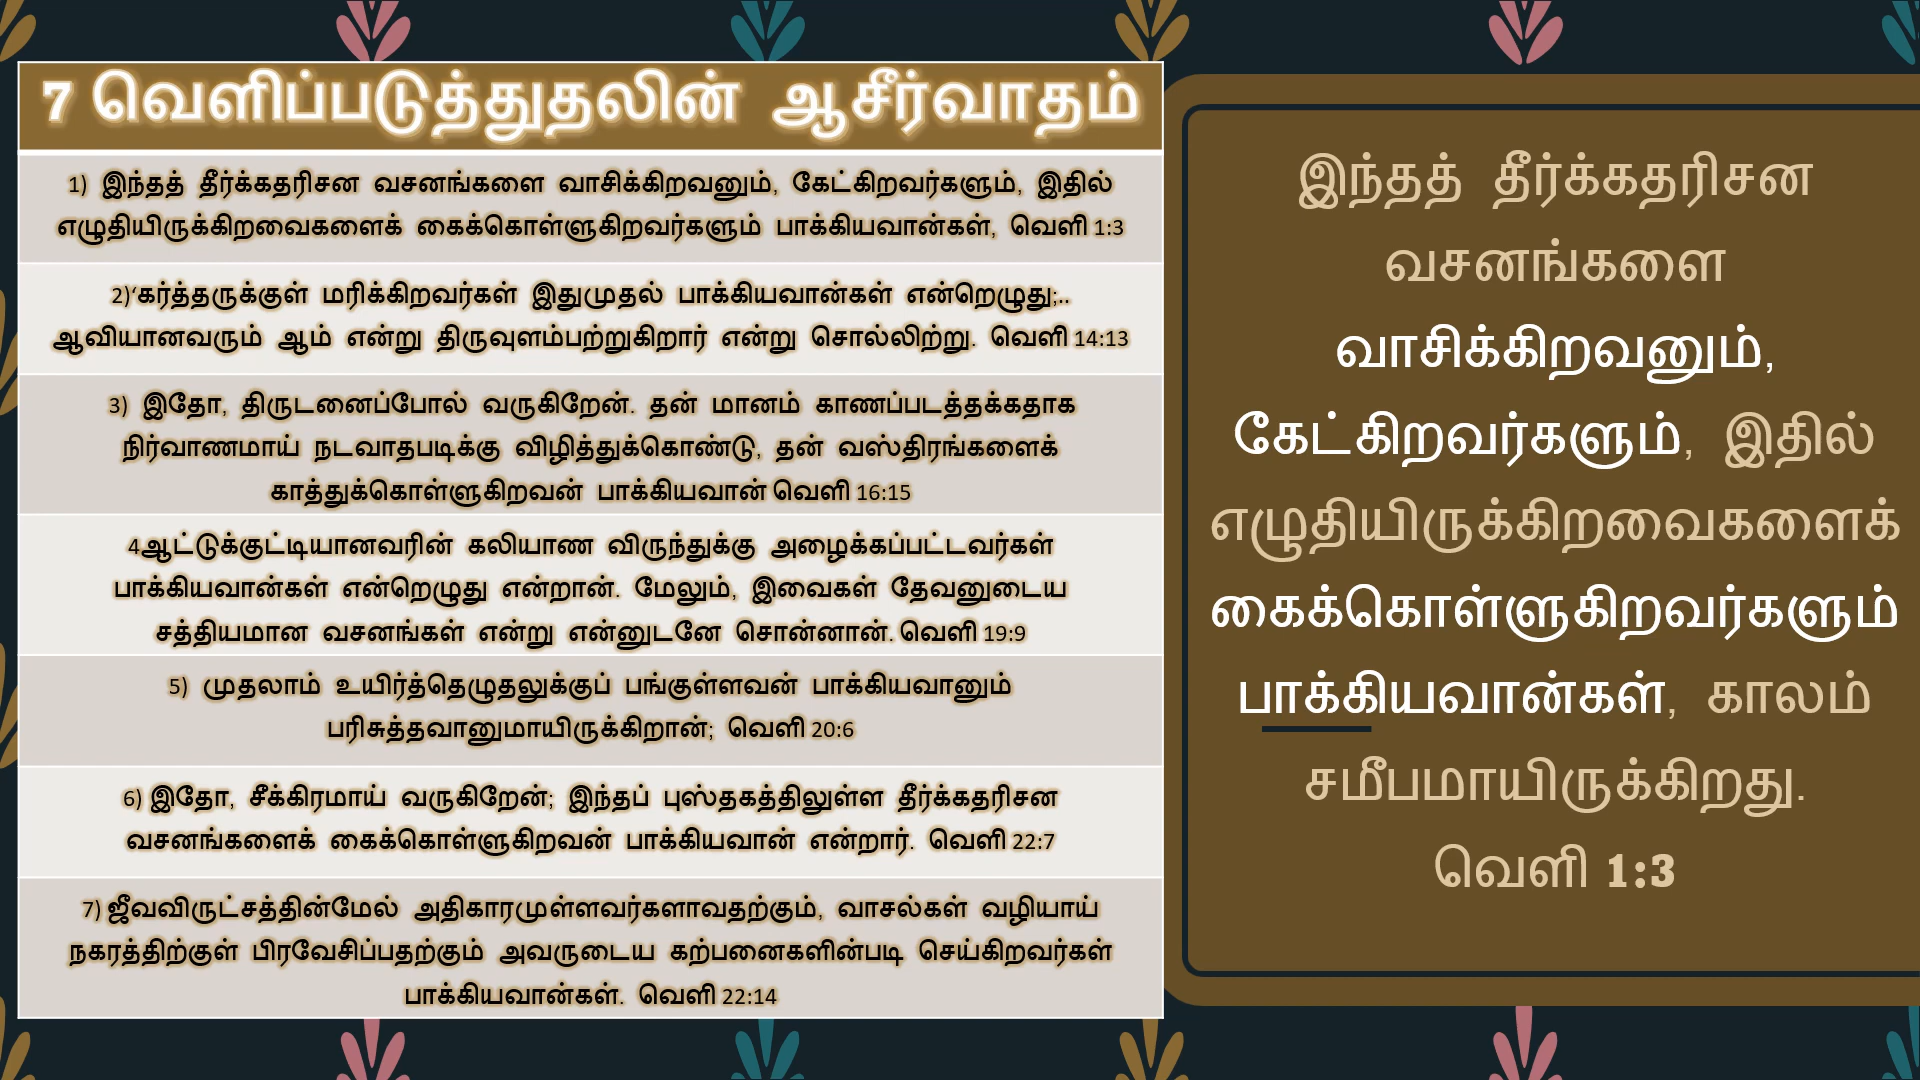 7 வெளிப்படுத்துதலின் ஆசீர்வாதம்
1) இந்தத் தீர்க்கதரிசன வசனங்களை வாசிக்கிறவனும், கேட்கிறவர்களும், இதில்
எழுதியிருக்கிறவைகளைக் கைக்கொள்ளுகிறவர்களும் பாக்கியவான்கள், வெளி 1:3
2)‘கர்த்தருக்குள் மரிக்கிறவர்கள் இதுமுதல் பாக்கியவான்கள் என்றெழுது;..
ஆவியானவரும் ஆம் என்று திருவுளம்பற்றுகிறார் என்று சொல்லிற்று. வெளி 14:13
3) இதோ, திருடனைப்போல் வருகிறேன். தன் மானம் காணப்படத்தக்கதாக
நிர்வாணமாய் நடவாதபடிக்கு விழித்துக்கொண்டு, தன் வஸ்திரங்களைக்
காத்துக்கொள்ளுகிறவன் பாக்கியவான் வெளி 16:15
4ஆட்டுக்குட்டியானவரின் கலியாண விருந்துக்கு அழைக்கப்பட்டவர்கள்
பாக்கியவான்கள் என்றெழுது என்றான். மேலும், இவைகள் தேவனுடைய
சத்தியமான வசனங்கள் என்று என்னுடனே சொன்னான். வெளி 19:9
5) முதலாம் உயிர்த்தெழுதலுக்குப் பங்குள்ளவன் பாக்கியவானும்
பரிசுத்தவானுமாயிருக்கிறான்; வெளி 20:6
6) இதோ, சீக்கிரமாய் வருகிறேன்; இந்தப் புஸ்தகத்திலுள்ள தீர்க்கதரிசன
வசனங்களைக் கைக்கொள்ளுகிறவன் பாக்கியவான் என்றார். வெளி 22:7
7) ஜீவவிருட்சத்தின்மேல் அதிகாரமுள்ளவர்களாவதற்கும், வாசல்கள் வழியாய்
நகரத்திற்குள் பிரவேசிப்பதற்கும் அவருடைய கற்பனைகளின்படி செய்கிறவர்கள்
பாக்கியவான்கள். வெளி 22:14
இந்தத் தீர்க்கதரிசன
வசனங்களை
வாசிக்கிறவனும்,
கேட்கிறவர்களும், இதில்
எழுதியிருக்கிறவைகளைக்
கைக்கொள்ளுகிறவர்களும்
பாக்கியவான்கள், காலம்
சமீபமாயிருக்கிறது.
வெளி 1:3